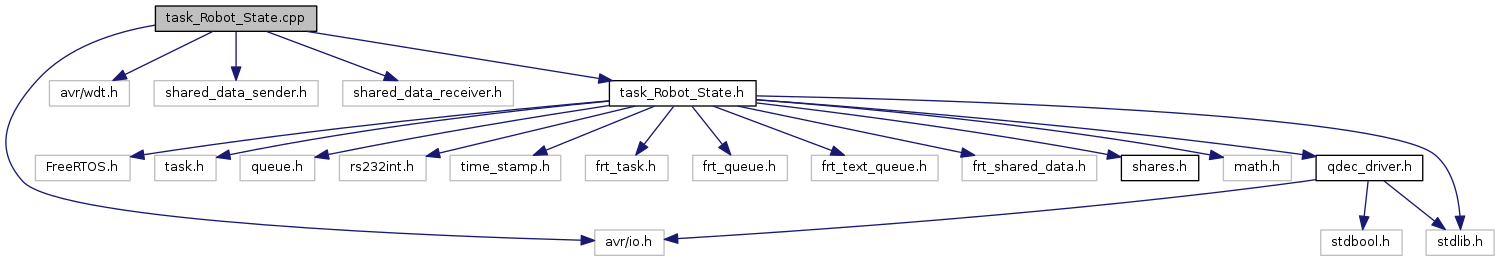 task_Robot_State.cpp
avr/wdt.h
shared_data_sender.h
shared_data_receiver.h
task_Robot_State.h
FreeRTOS.h
task.h
queue.h
rs232int.h
time_stamp.h
frt_task.h
frt_queue.h
frt_text_queue.h
frt_shared_data.h
shares.h
math.h
qdec_driver.h
avr/io.h
stdbool.h
stdlib.h